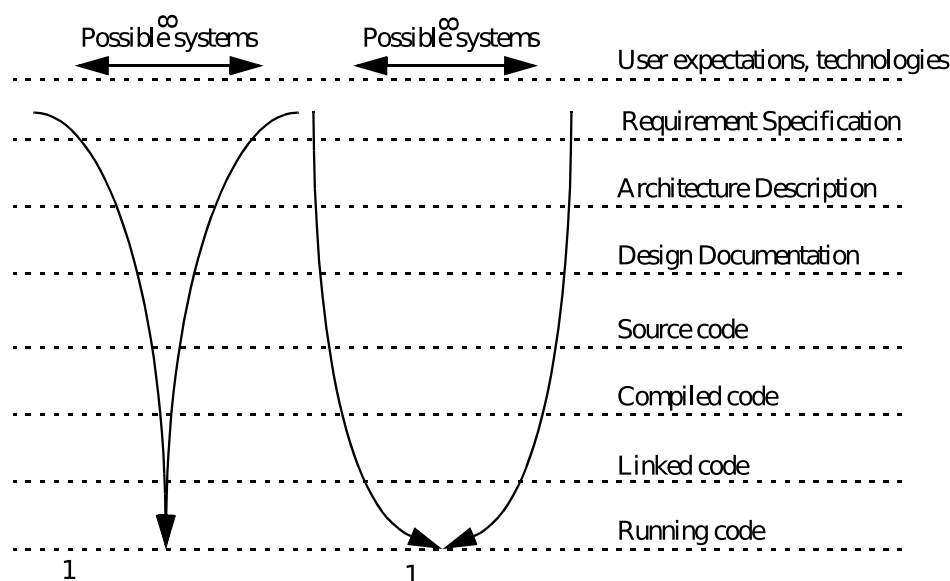 ∞
Possible systems
∞
Possible systems
User expectations, technologies
Requirement Specification
Architecture Description
Design Documentation
Source code
Compiled code
Linked code
Running code
1
1